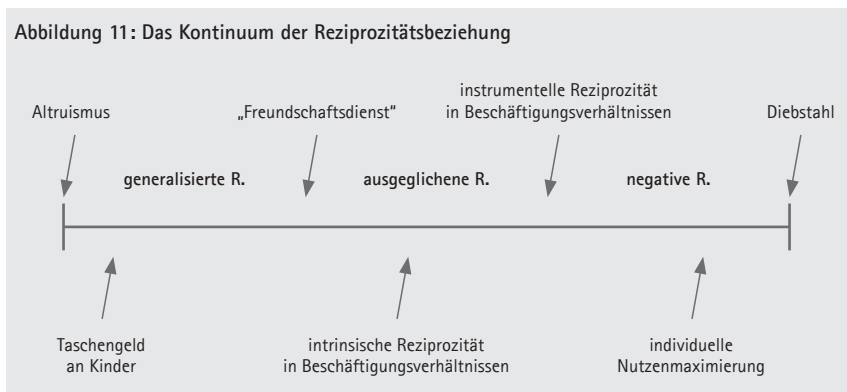 Abbildung 11: Das Kontinuum der Reziprozitätsbeziehung
Altruismus
„Freundschaftsdienst“
instrumentelle Reziprozität
in Beschäftigungsverhältnissen
Diebstahl
generalisierte R.
ausgeglichene R.
negative R.
Taschengeld
an Kinder
intrinsische Reziprozität
in Beschäftigungsverhältnissen
individuelle
Nutzenmaximierung